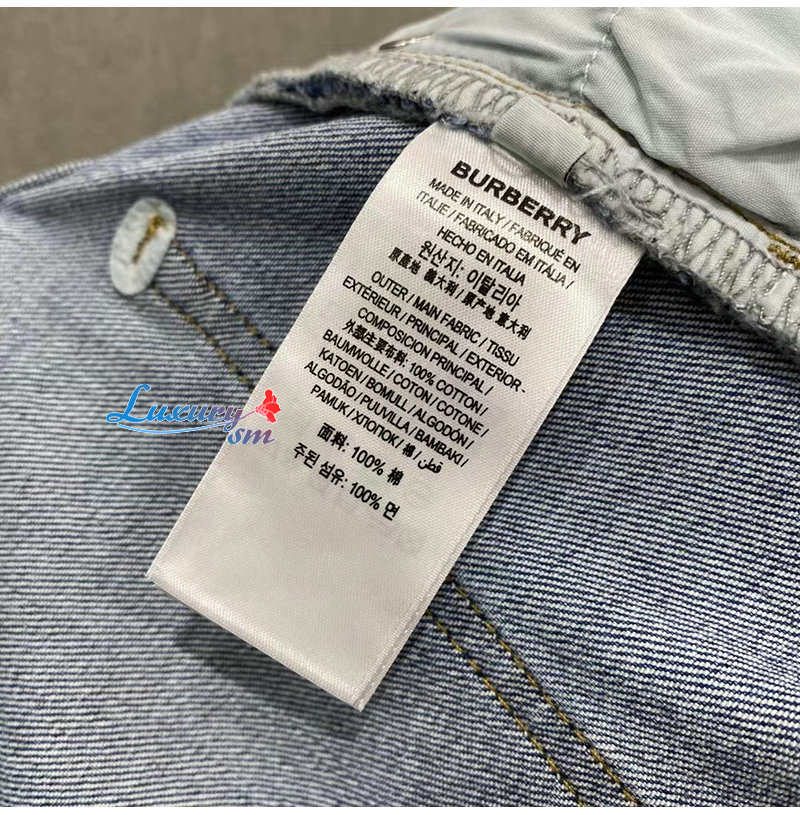 BURBERRY
MADE IN ITALY / FABRIQUÉ EN
ITALIE / FABRICADO EM ITÁLIA /
HECHO EN ITALIA
원산지: 이탈리아
原產地 義大利 / 原产地 意大利
OUTER / MAIN FABRIC / TISSU
EXTÉRIEUR / PRINCIPAL / EXTERIOR -
COMPOSICION PRINCIPAL /
外部主要布料: 100% COTTON /
BAUMWOLLE / COTON / COTONE /
KATOEN / BOMULL / ALGODÓN /
ALGODÃO / PUUVILLA / BAMBAKI /
PAMUK / ХЛОПОК / 棉 / قطن
面料: 100% 棉
주된 섬유: 100% 면
Luxury
sm